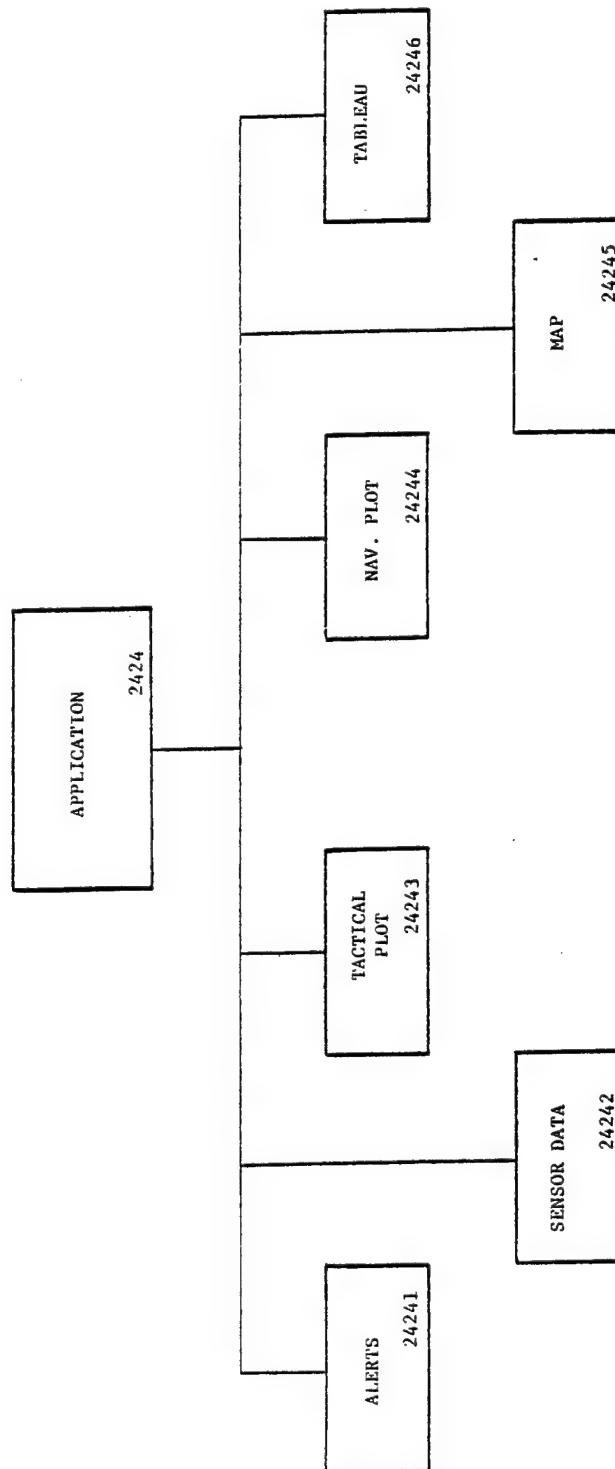 APPLICATION
2424
ALERTS
24241
SENSOR DATA
24242
TACTICAL
PLOT
24243
NAV. PLOT
24244
MAP
24245
TABLEAU
24246